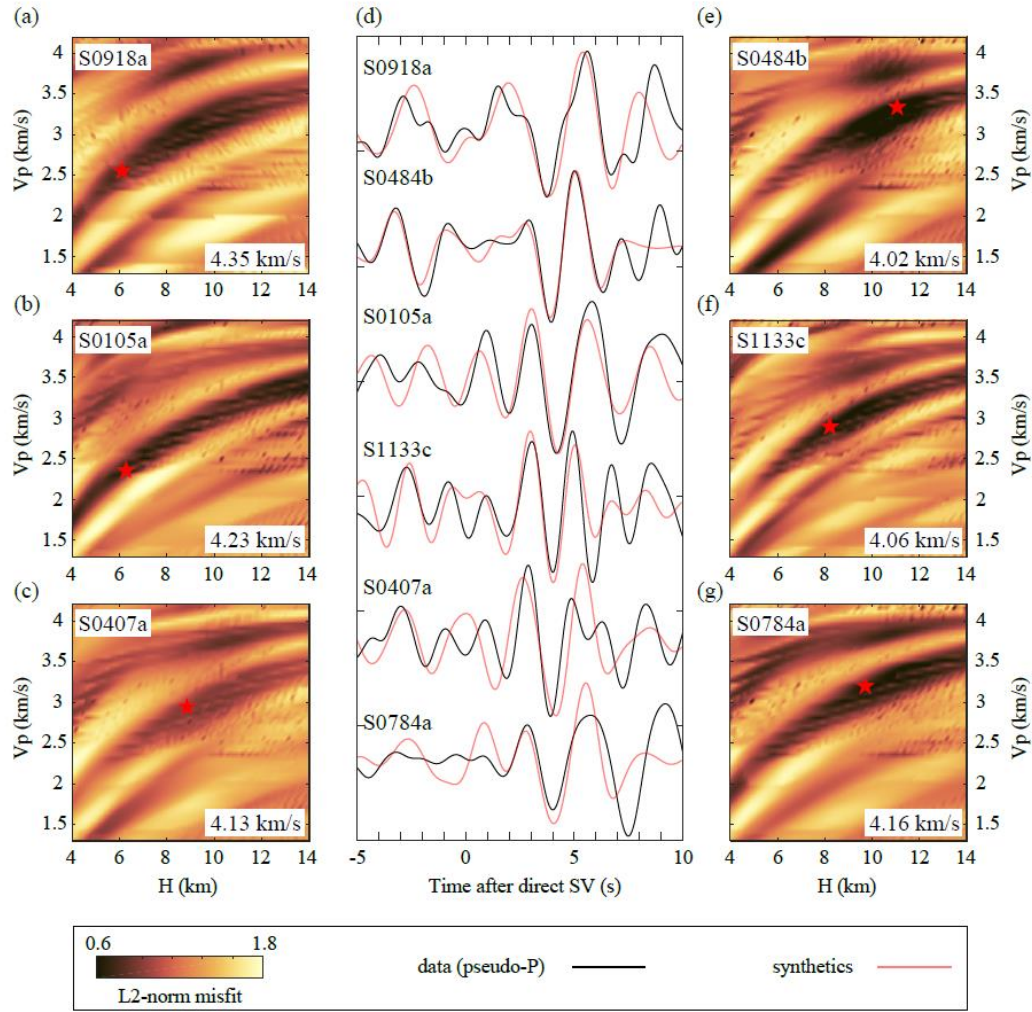 (a)
S0918a
4.35 km/s
Vp (km/s)
4
3.5
3
2.5
2
1.5
4 6 8 10 12 14
(b)
S0105a
4.23 km/s
Vp (km/s)
4
3.5
3
2.5
2
1.5
4 6 8 10 12 14
(c)
S0407a
4.13 km/s
Vp (km/s)
4
3.5
3
2.5
2
1.5
4 6 8 10 12 14
H (km)
(d)
S0918a
S0484b
S0105a
S1133c
S0407a
S0784a
-5 0 5 10
Time after direct SV (s)
(e)
S0484b
4.02 km/s
Vp (km/s)
4
3.5
3
2.5
2
1.5
4 6 8 10 12 14
(f)
S1133c
4.06 km/s
Vp (km/s)
4
3.5
3
2.5
2
1.5
4 6 8 10 12 14
(g)
S0784a
4.16 km/s
Vp (km/s)
4
3.5
3
2.5
2
1.5
4 6 8 10 12 14
H (km)
0.6 1.8
L2-norm misfit
data (pseudo-P)
synthetics